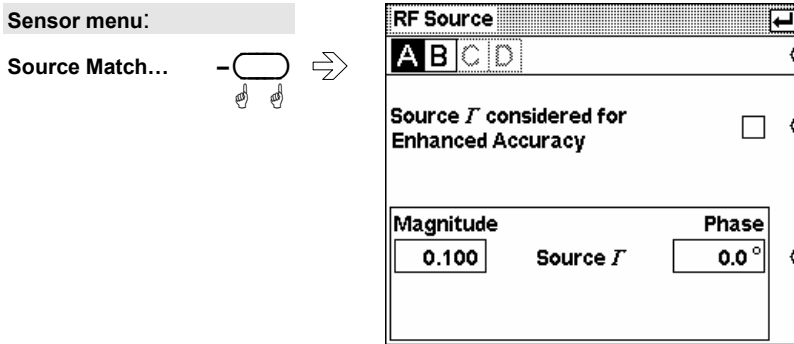 Sensor menu:
Source Match...
RF Source
A B C D
Source Γ considered for
Enhanced Accuracy
Magnitude Phase
0.100 Source Γ 0.0 °